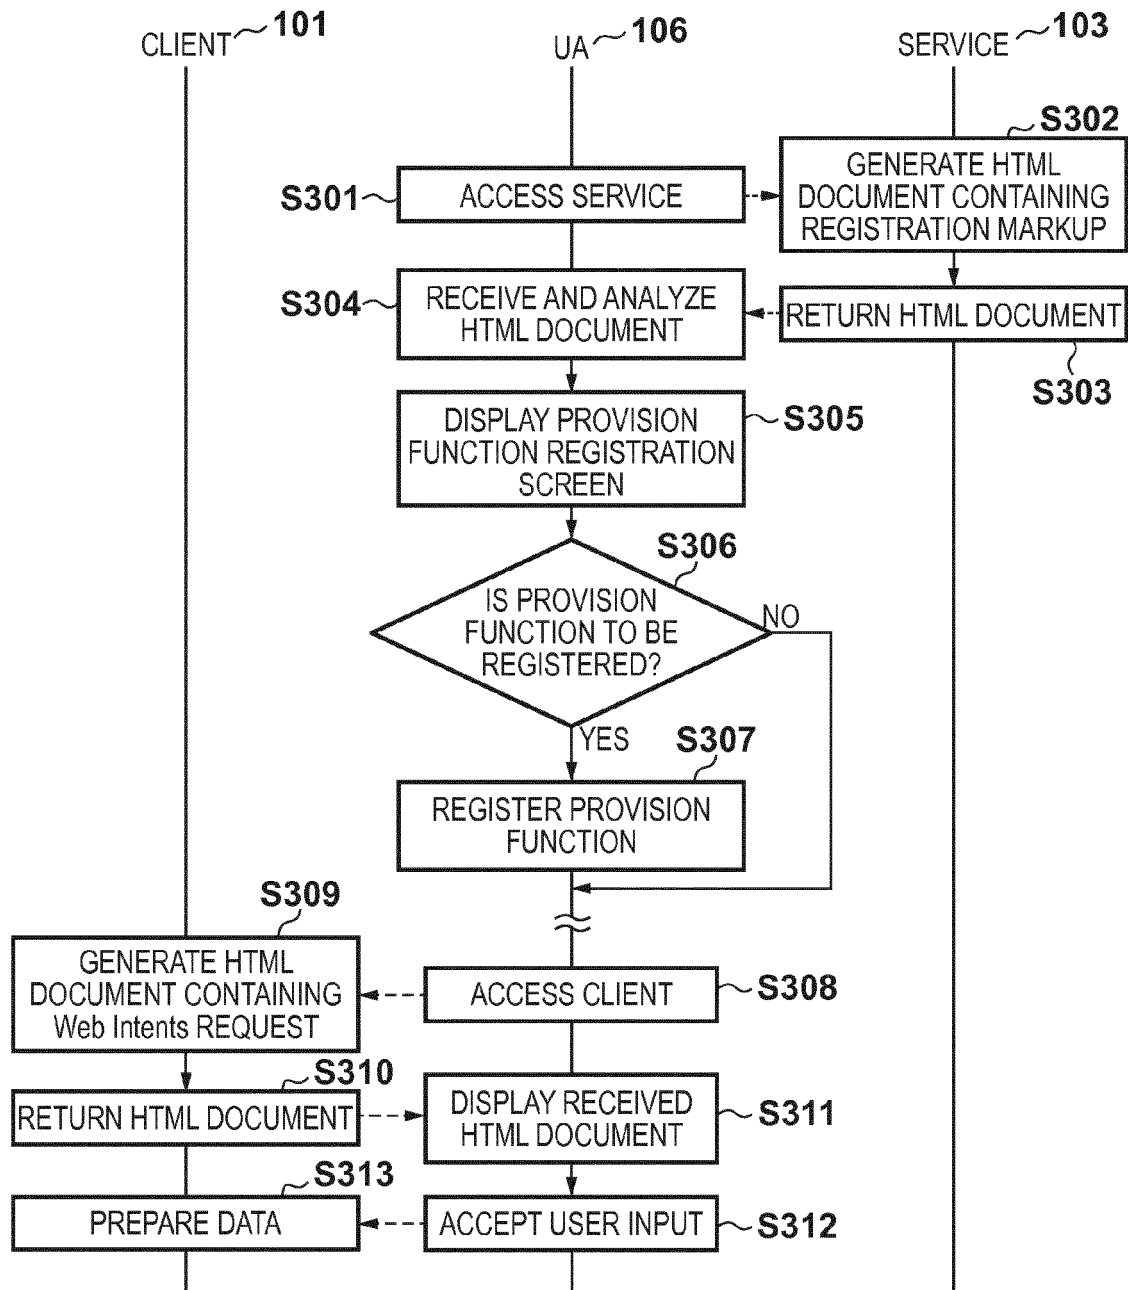 CLIENT 101
UA 106
SERVICE 103
S302
GENERATE HTML
DOCUMENT CONTAINING
REGISTRATION MARKUP
S301
ACCESS SERVICE
S304
RECEIVE AND ANALYZE
HTML DOCUMENT
RETURN HTML DOCUMENT
S303
DISPLAY PROVISION
FUNCTION REGISTRATION
SCREEN
S305
S306
IS PROVISION
FUNCTION TO BE
REGISTERED?
NO
YES
S307
REGISTER PROVISION
FUNCTION
S309
GENERATE HTML
DOCUMENT CONTAINING
Web Intents REQUEST
ACCESS CLIENT
S308
S310
RETURN HTML DOCUMENT
DISPLAY RECEIVED
HTML DOCUMENT
S311
S313
PREPARE DATA
ACCEPT USER INPUT
S312